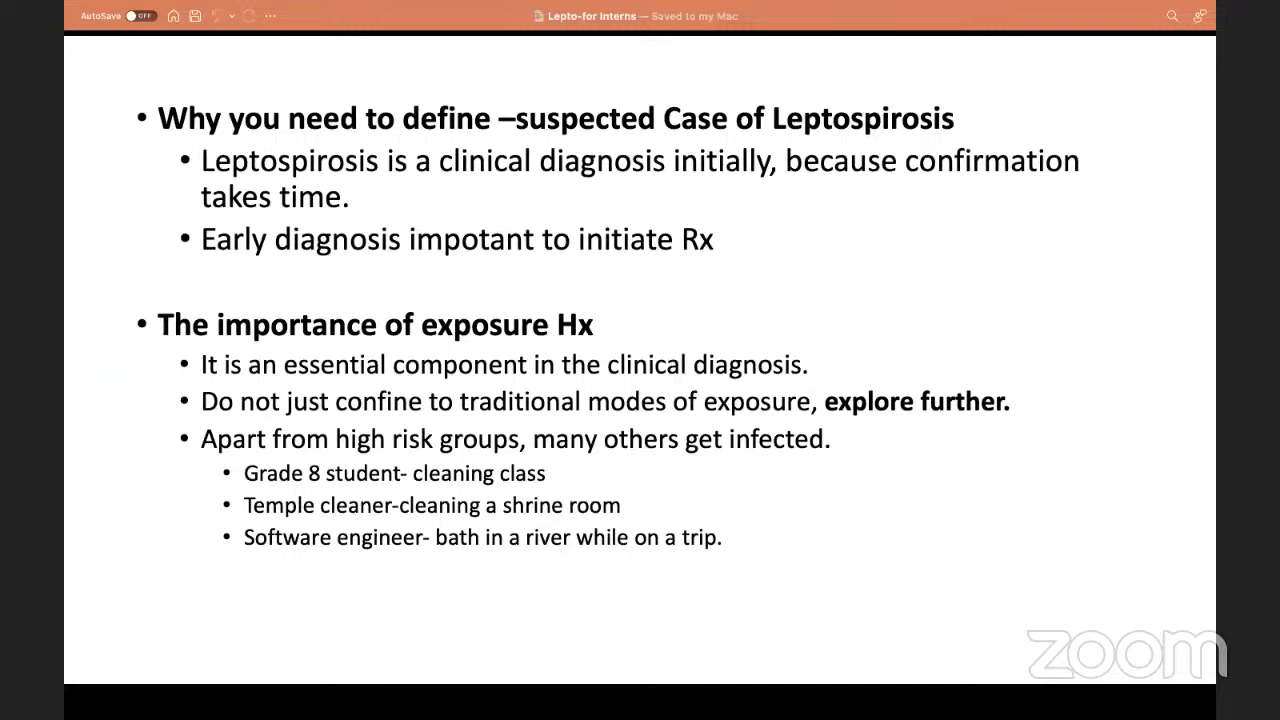 AutoSave OFF
Lepto-for Interns — Saved to my Mac
• Why you need to define –suspected Case of Leptospirosis
• Leptospirosis is a clinical diagnosis initially, because confirmation
takes time.
• Early diagnosis impotant to initiate Rx
• The importance of exposure Hx
• It is an essential component in the clinical diagnosis.
• Do not just confine to traditional modes of exposure, explore further.
• Apart from high risk groups, many others get infected.
• Grade 8 student- cleaning class
• Temple cleaner-cleaning a shrine room
• Software engineer- bath in a river while on a trip.
zoom